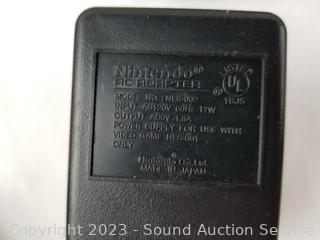 Nintendo®
AC ADAPTER
LISTED
UL ®
18J5
MODEL NO.: NES-002
INPUT: AC120V 60Hz 17W
OUTPUT: AC9V 1.3A
POWER SUPPLY FOR USE WITH
VIDEO GAME NES-001
ONLY
Nintendo Co., Ltd.
MADE IN JAPAN
Copyright 2023 - Sound Auction Service